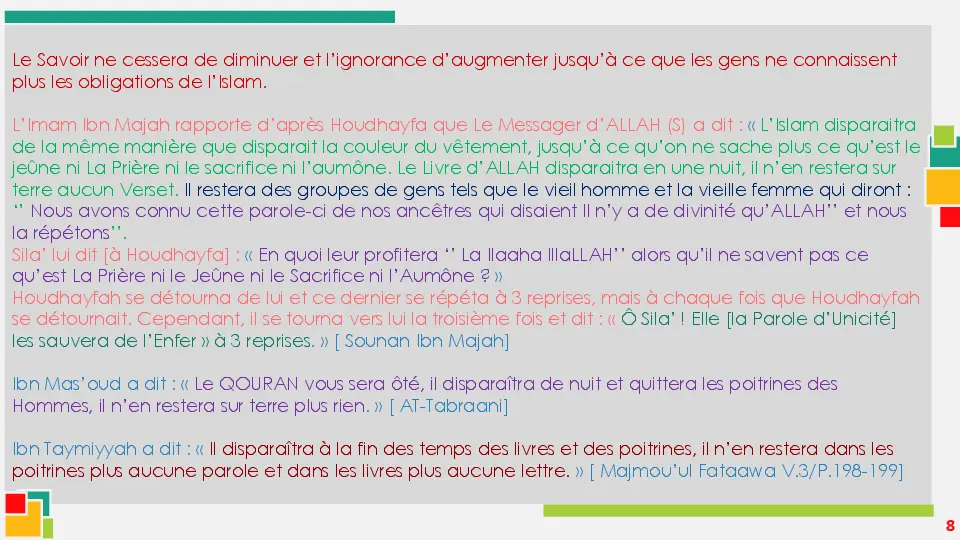 Le Savoir ne cessera de diminuer et l’ignorance d’augmenter jusqu’à ce que les gens ne connaissent
plus les obligations de l’Islam.
L’Imam Ibn Majah rapporte d’après Houdhayfa que Le Messager d’ALLAH (S) a dit : « L’Islam disparaitra
de la même manière que disparait la couleur du vêtement, jusqu’à ce qu’on ne sache plus ce qu’est le
jeûne ni La Prière ni le sacrifice ni l’aumône. Le Livre d’ALLAH disparaitra en une nuit, il n’en restera sur
terre aucun Verset. Il restera des groupes de gens tels que le vieil homme et la vieille femme qui diront :
‘’ Nous avons connu cette parole-ci de nos ancêtres qui disaient Il n’y a de divinité qu’ALLAH’’ et nous
la répétons’’.
Sila’ lui dit [à Houdhayfa] : « En quoi leur profitera ‘’ La Ilaaha IllaLLAH’’ alors qu’il ne savent pas ce
qu’est La Prière ni le Jeûne ni le Sacrifice ni l’Aumône ? »
Houdhayfah se détourna de lui et ce dernier se répéta à 3 reprises, mais à chaque fois que Houdhayfah
se détournait. Cependant, il se tourna vers lui la troisième fois et dit : « Ô Sila’ ! Elle [la Parole d’Unicité]
les sauvera de l’Enfer » à 3 reprises. » [ Sounan Ibn Majah]
Ibn Mas’oud a dit : « Le QOURAN vous sera ôté, il disparaîtra de nuit et quittera les poitrines des
Hommes, il n’en restera sur terre plus rien. » [ AT-Tabraani]
Ibn Taymiyyah a dit : « Il disparaîtra à la fin des temps des livres et des poitrines, il n’en restera dans les
poitrines plus aucune parole et dans les livres plus aucune lettre. » [ Majmou’ul Fataawa V.3/P.198-199]
8